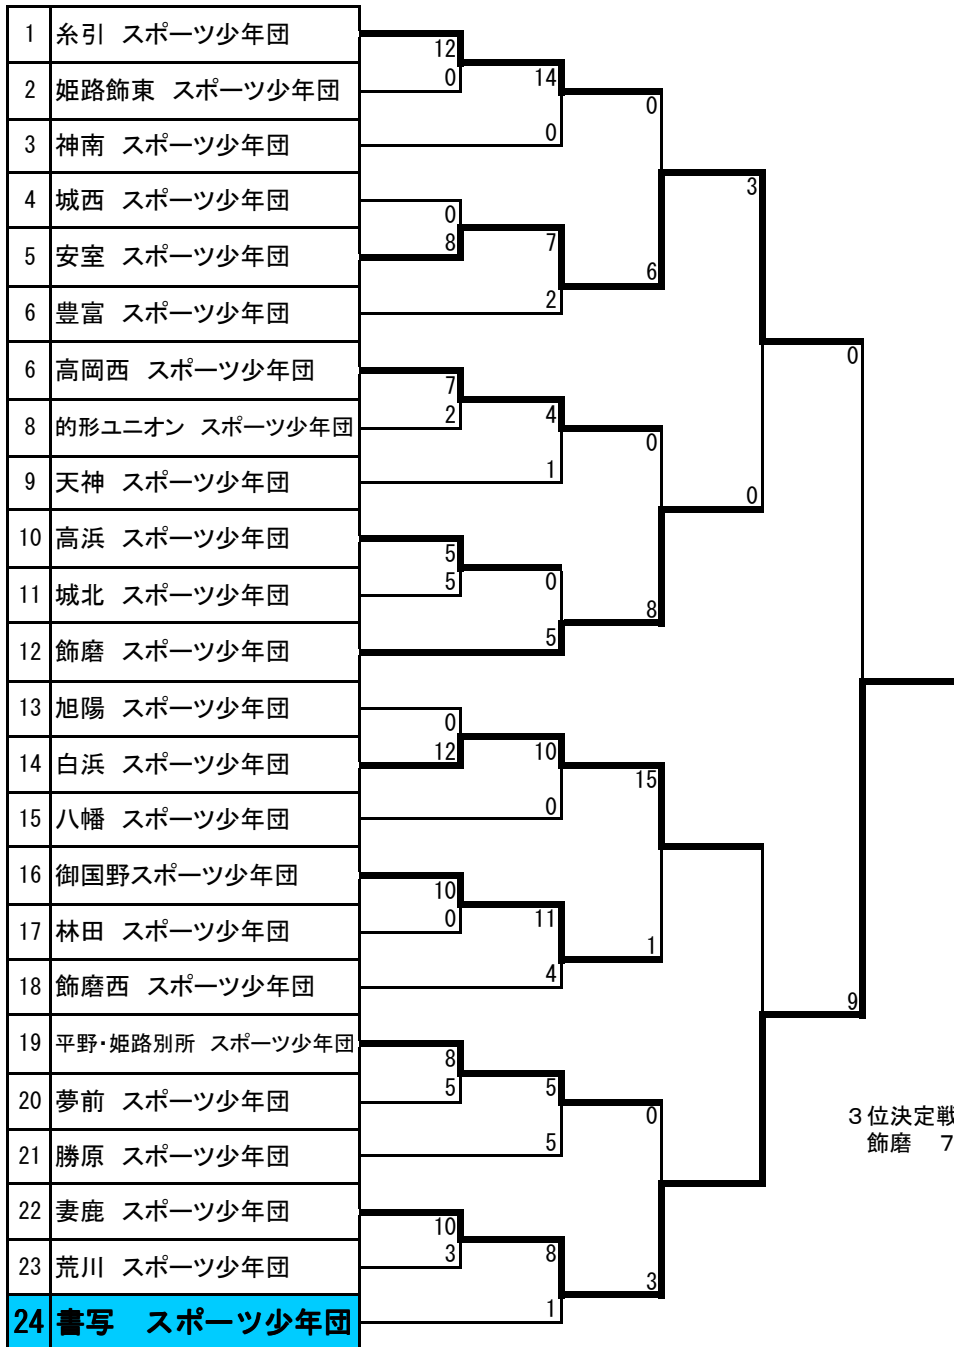 1 糸引 スポーツ少年団
2 姫路飾東 スポーツ少年団
3 神南 スポーツ少年団
4 城西 スポーツ少年団
5 安室 スポーツ少年団
6 豊富 スポーツ少年団
6 高岡西 スポーツ少年団
8 的形ユニオン スポーツ少年団
9 天神 スポーツ少年団
10 高浜 スポーツ少年団
11 城北 スポーツ少年団
12 飾磨 スポーツ少年団
13 旭陽 スポーツ少年団
14 白浜 スポーツ少年団
15 八幡 スポーツ少年団
16 御国野スポーツ少年団
17 林田 スポーツ少年団
18 飾磨西 スポーツ少年団
19 平野・姫路別所 スポーツ少年団
20 夢前 スポーツ少年団
21 勝原 スポーツ少年団
22 妻鹿 スポーツ少年団
23 荒川 スポーツ少年団
24 書写 スポーツ少年団
12
0
0
8
7
2
5
5
0
12
10
0
8
5
10
3
14
0
7
2
4
1
0
5
10
0
11
4
5
5
8
1
0
6
0
8
15
1
0
3
3
0
0
9
３位決定戦
飾磨 ７